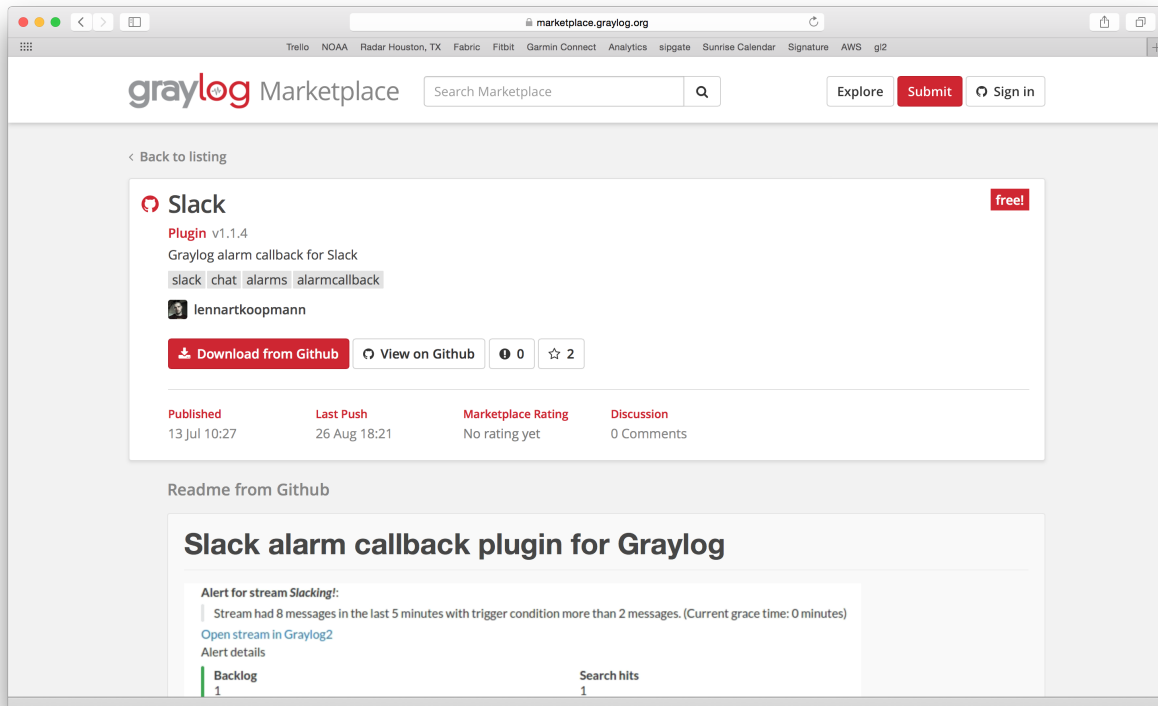 marketplace.graylog.org
Trello NOAA Radar Houston, TX Fabric Fitbit Garmin Connect Analytics sipgate Sunrise Calendar Signature AWS gl2
graylog Marketplace Search Marketplace Explore Submit Sign in
Back to listing
Slack free!
Plugin v1.1.4
Graylog alarm callback for Slack
slack chat alarms alarmcallback
lennartkoopmann
Download from Github View on Github 0 2
Published Last Push Marketplace Rating Discussion
13 Jul 10:27 26 Aug 18:21 No rating yet 0 Comments
Readme from Github
Slack alarm callback plugin for Graylog
Alert for stream Slacking!:
Stream had 8 messages in the last 5 minutes with trigger condition more than 2 messages. (Current grace time: 0 minutes)
Open stream in Graylog2
Alert details
Backlog Search hits
1 1